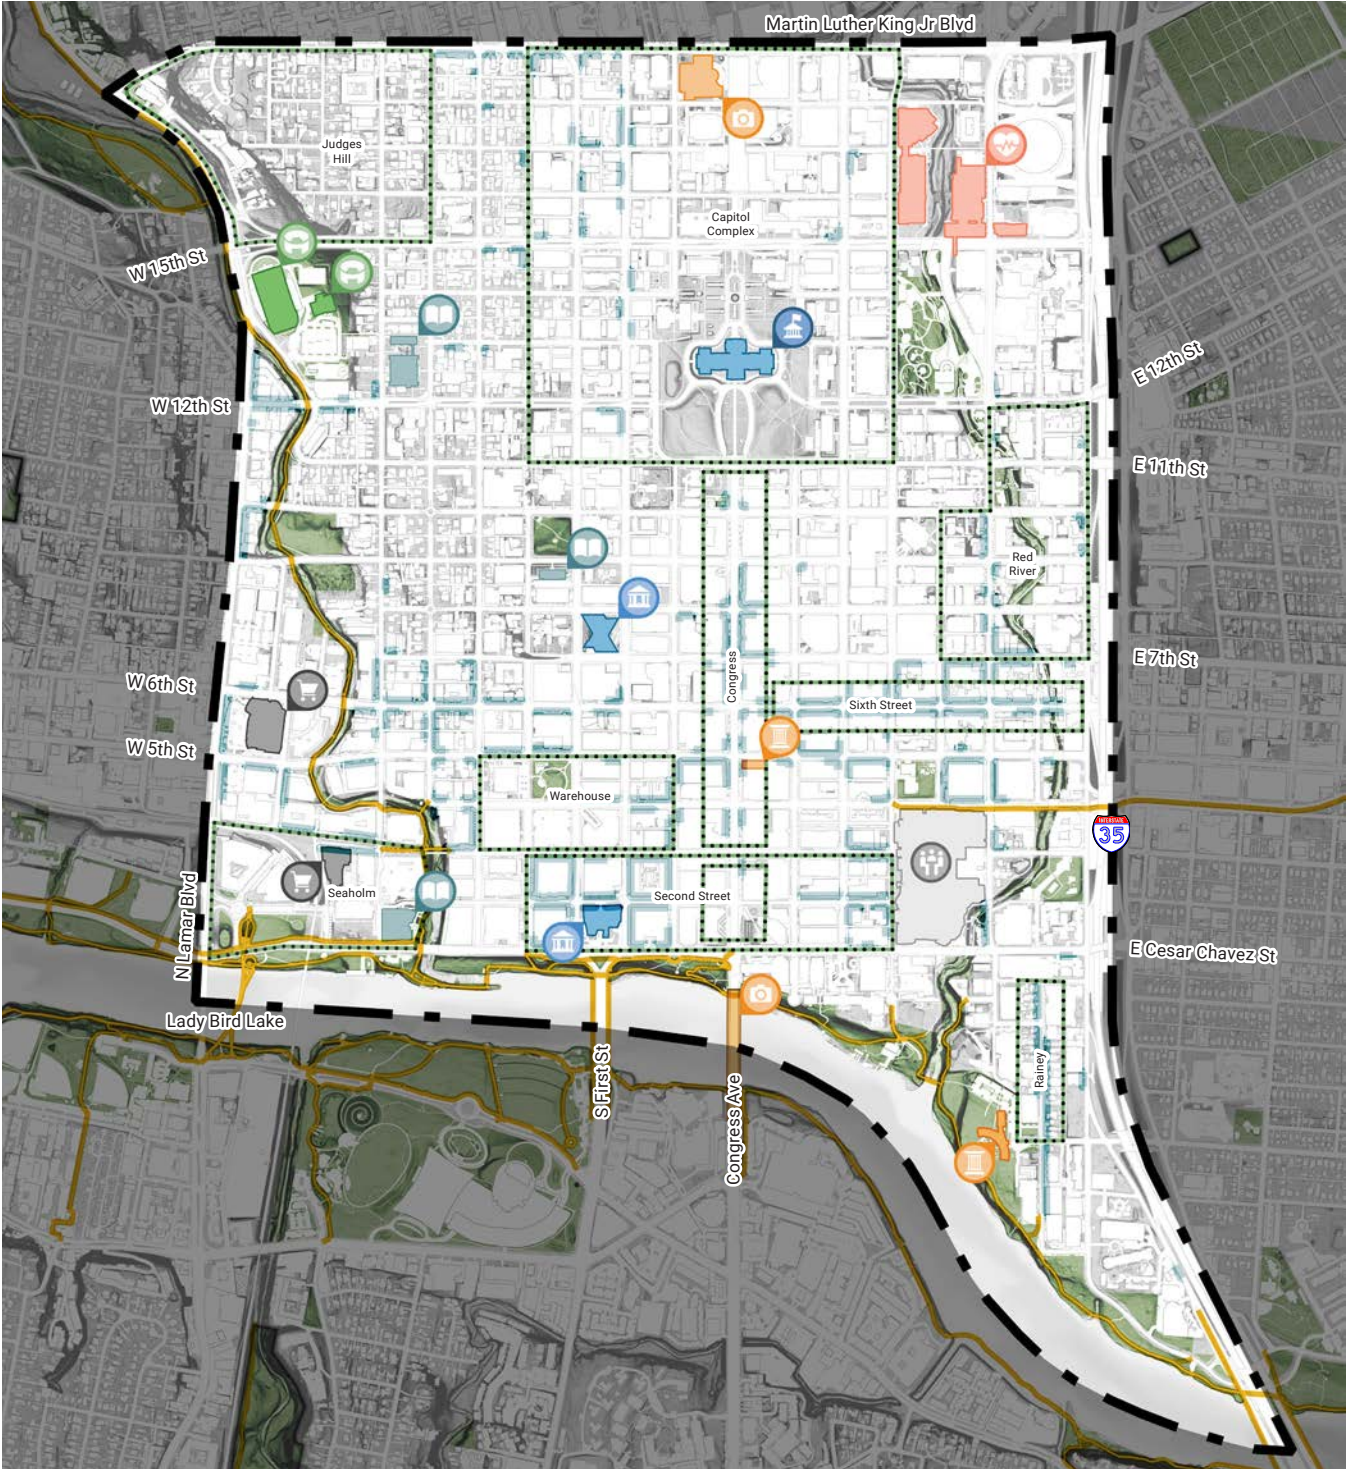 Martin Luther King Jr Blvd
Judges
Hill
Capitol
Complex
W 15th St
E 12th St
W 12th St
E 11th St
Red
River
E 7th St
Congress
W 6th St
Sixth Street
W 5th St
Warehouse
INTERSTATE
35
N Lamar Blvd
Seaholm
Second Street
E Cesar Chavez St
Lady Bird Lake
S First St
Congress Ave
Rainey